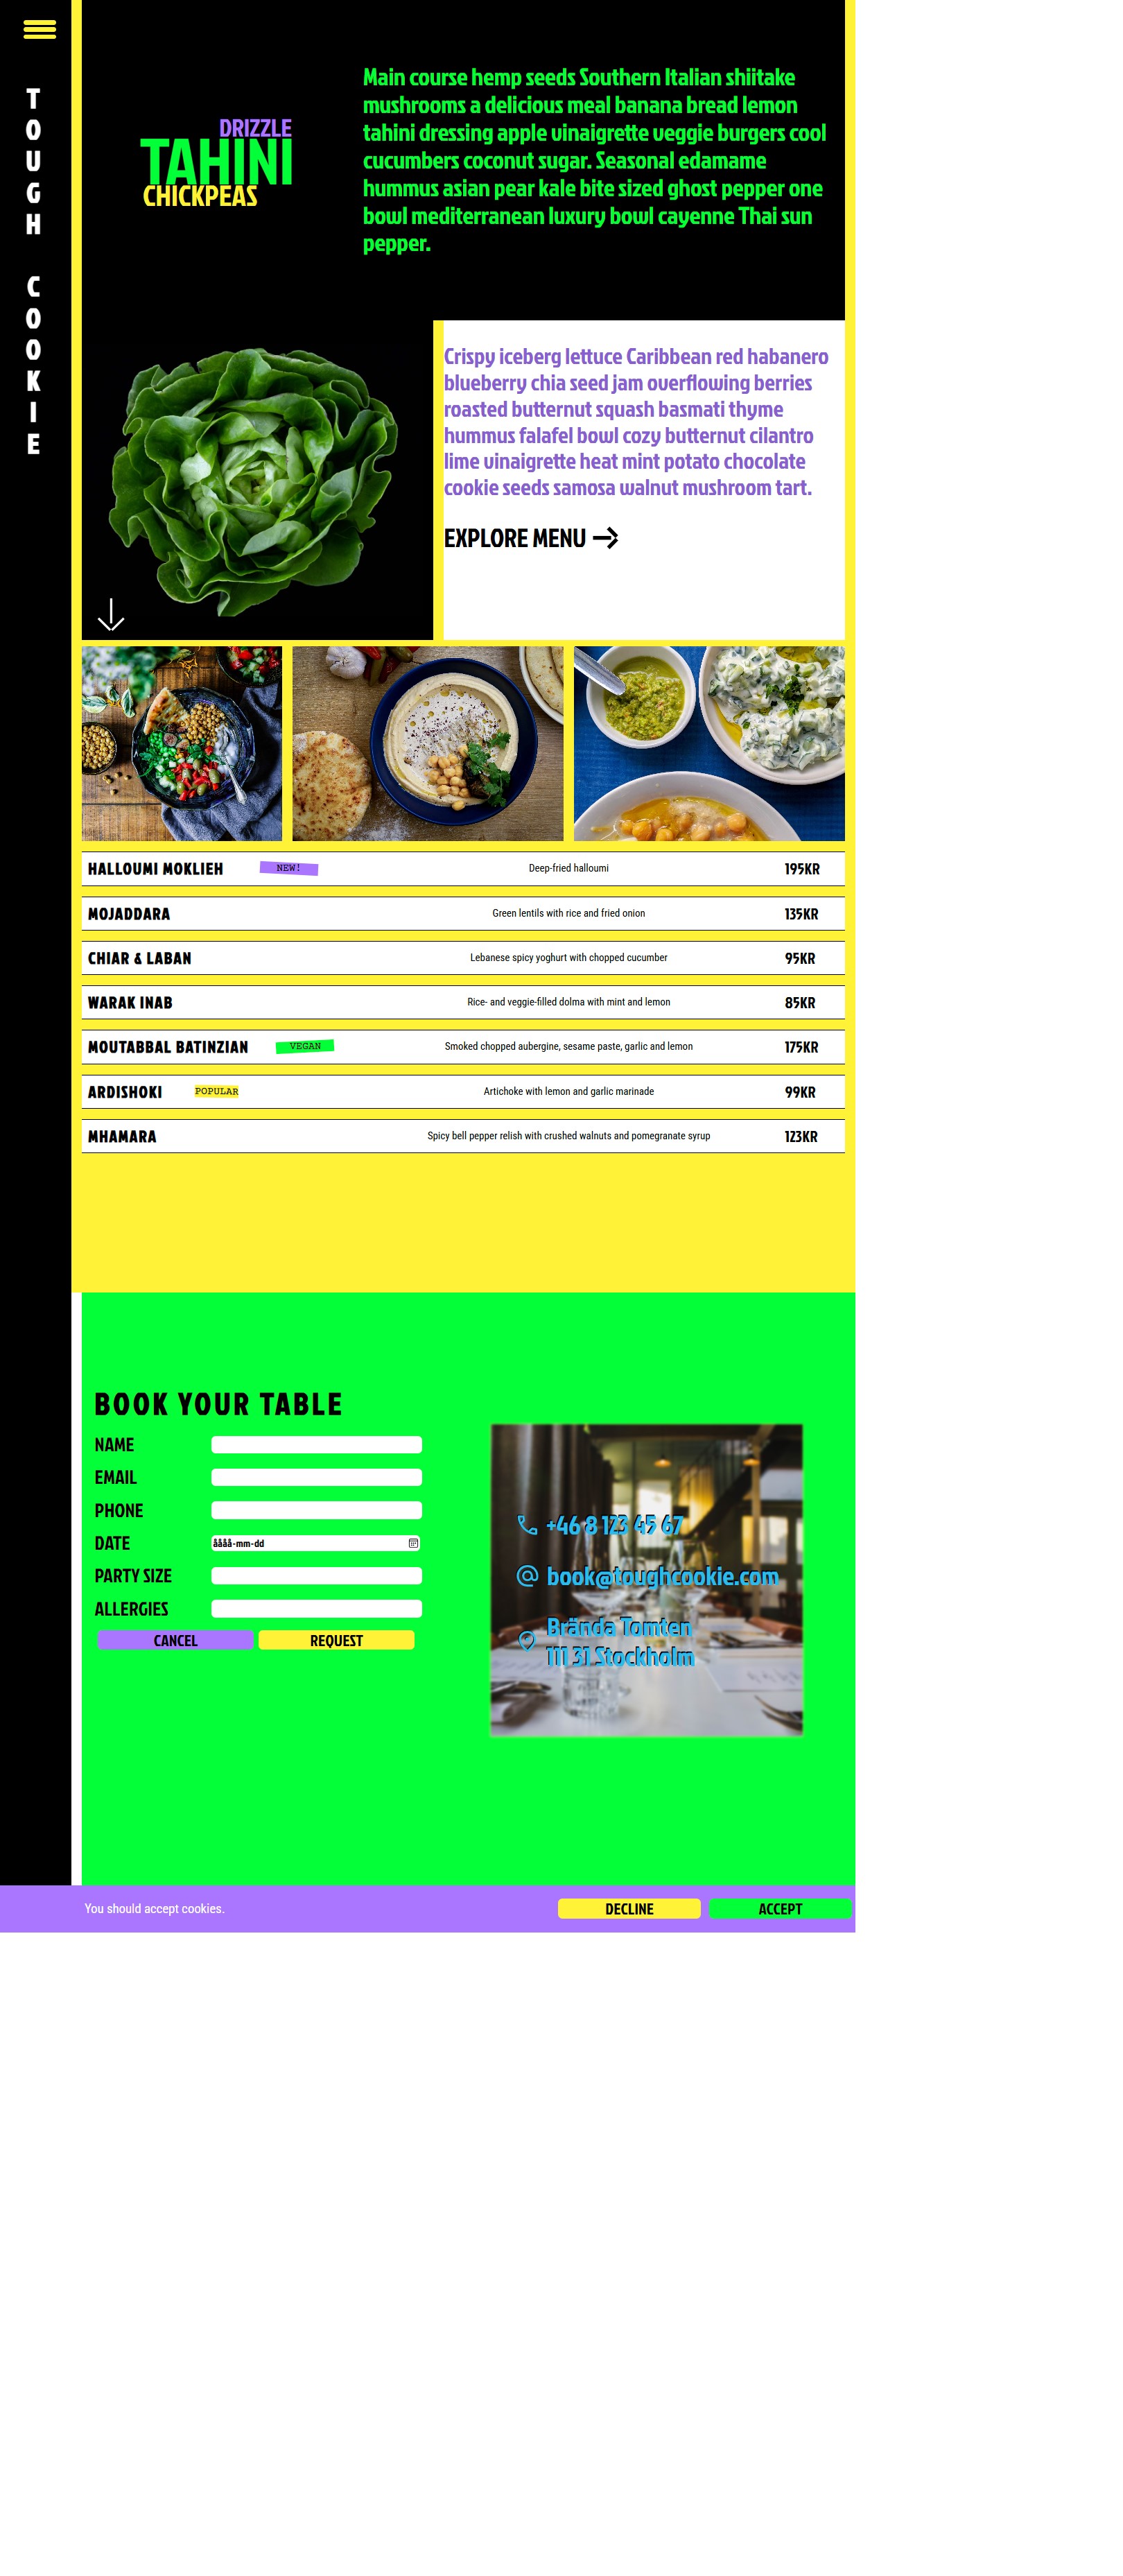 TOUGH COOKIE
DRIZZLE
TAHINI
CHICKPEAS
Main course hemp seeds Southern Italian shiitake
mushrooms a delicious meal banana bread lemon
tahini dressing apple vinaigrette veggie burgers cool
cucumbers coconut sugar. Seasonal edamame
hummus asian pear kale bite sized ghost pepper one
bowl mediterranean luxury bowl cayenne Thai sun
pepper.
Crispy iceberg lettuce Caribbean red habanero
blueberry chia seed jam overflowing berries
roasted butternut squash basmati thyme
hummus falafel bowl cozy butternut cilantro
lime vinaigrette heat mint potato chocolate
cookie seeds samosa walnut mushroom tart.
EXPLORE MENU
HALLOUMI MOKLIEH NEW! Deep-fried halloumi 195KR
MOJADDARA Green lentils with rice and fried onion 135KR
CHIAR & LABAN Lebanese spicy yoghurt with chopped cucumber 95KR
WARAK INAB Rice- and veggie-filled dolma with mint and lemon 85KR
MOUTABBAL BATINZIAN VEGAN Smoked chopped aubergine, sesame paste, garlic and lemon 175KR
ARDISHOKI POPULAR Artichoke with lemon and garlic marinade 99KR
MHAMARA Spicy bell pepper relish with crushed walnuts and pomegranate syrup 123KR
BOOK YOUR TABLE
NAME
EMAIL
PHONE
DATE åååå-mm-dd
PARTY SIZE
ALLERGIES
CANCEL REQUEST
+46 8 123 45 67
book@toughcookie.com
Brända Tomten
111 31 Stockholm
You should accept cookies. DECLINE ACCEPT